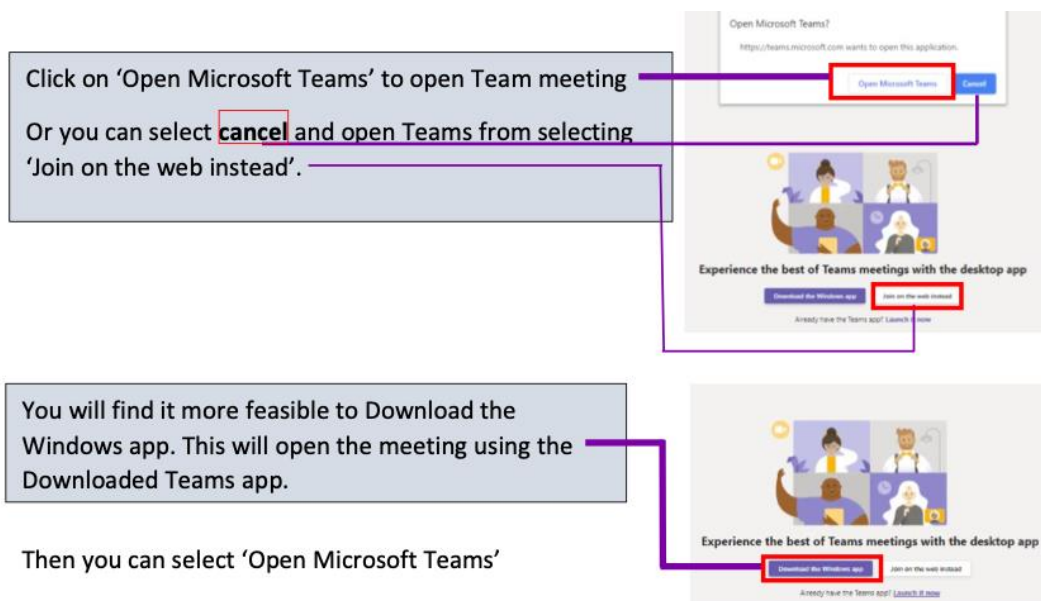 Open Microsoft Teams?
https://teams.microsoft.com wants to open this application.
Open Microsoft Teams
Cancel
Click on ‘Open Microsoft Teams’ to open Team meeting
Or you can select cancel and open Teams from selecting
‘Join on the web instead’.
Experience the best of Teams meetings with the desktop app
Download the Windows app
Join on the web instead
Already have the Teams app? Launch it now
You will find it more feasible to Download the
Windows app. This will open the meeting using the
Downloaded Teams app.
Then you can select ‘Open Microsoft Teams’
Experience the best of Teams meetings with the desktop app
Download the Windows app
Join on the web instead
Already have the Teams app? Launch it now